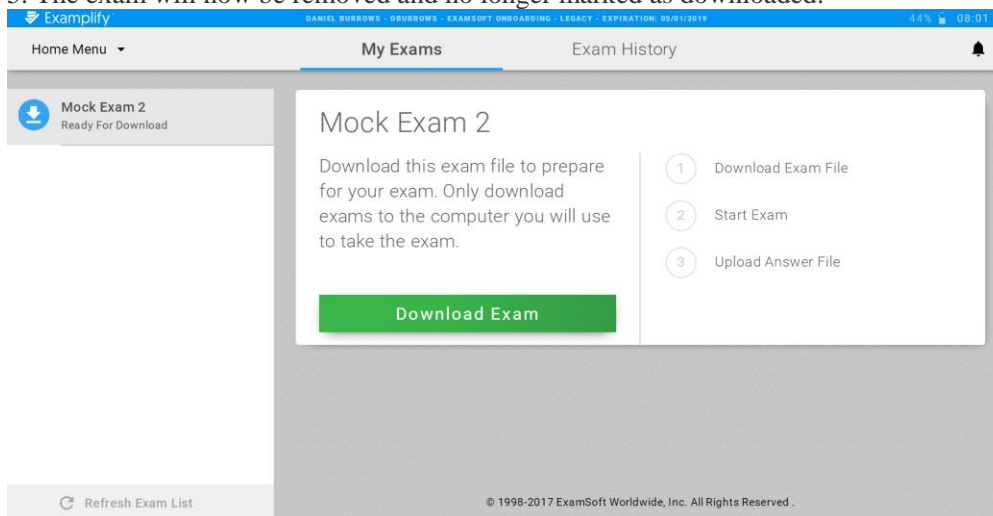 3. The exam will now be removed and no longer marked as downloaded.
Examplify
DANIEL BURROWS - DBURROWS - EXAMSOFT ONBOARDING - LEGACY - EXPIRATION: 05/01/2019
44% 08:01
Home Menu
My Exams
Exam History
Mock Exam 2
Ready For Download
Mock Exam 2
Download this exam file to prepare
for your exam. Only download
exams to the computer you will use
to take the exam.
Download Exam
1 Download Exam File
2 Start Exam
3 Upload Answer File
Refresh Exam List
© 1998-2017 ExamSoft Worldwide, Inc. All Rights Reserved .